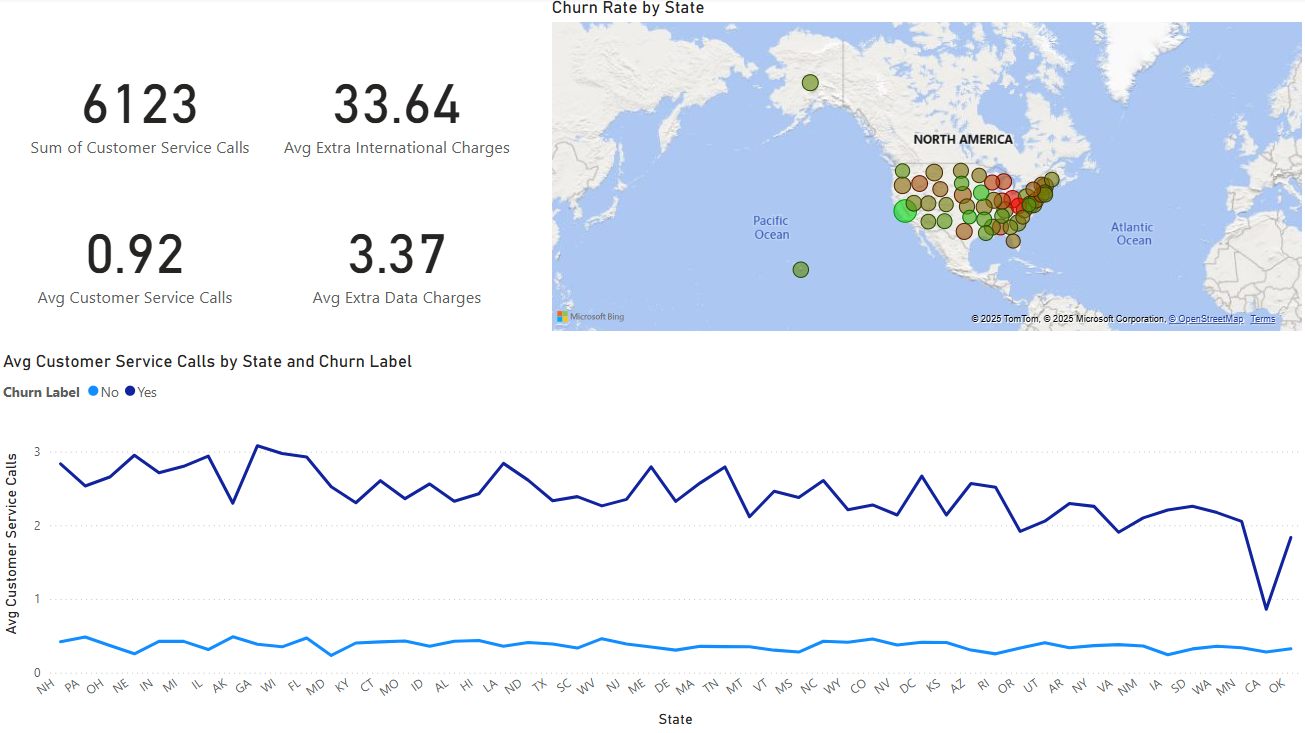 Churn Rate by State
6123
Sum of Customer Service Calls
33.64
Avg Extra International Charges
0.92
Avg Customer Service Calls
3.37
Avg Extra Data Charges
NORTH AMERICA
Pacific
Ocean
Atlantic
Ocean
Microsoft Bing
© 2025 TomTom, © 2025 Microsoft Corporation, © OpenStreetMap Terms
Avg Customer Service Calls by State and Churn Label
Churn Label No Yes
Avg Customer Service Calls
3
2
1
0
NH PA OH NE IN MI IL AK GA WI FL MD KY CT MO ID AL HI LA ND TX SC WV NJ ME DE MA TN MT VT MS NC WY CO NV DC KS AZ RI OR UT AR NY VA NM IA SD WA MN CA OK
State